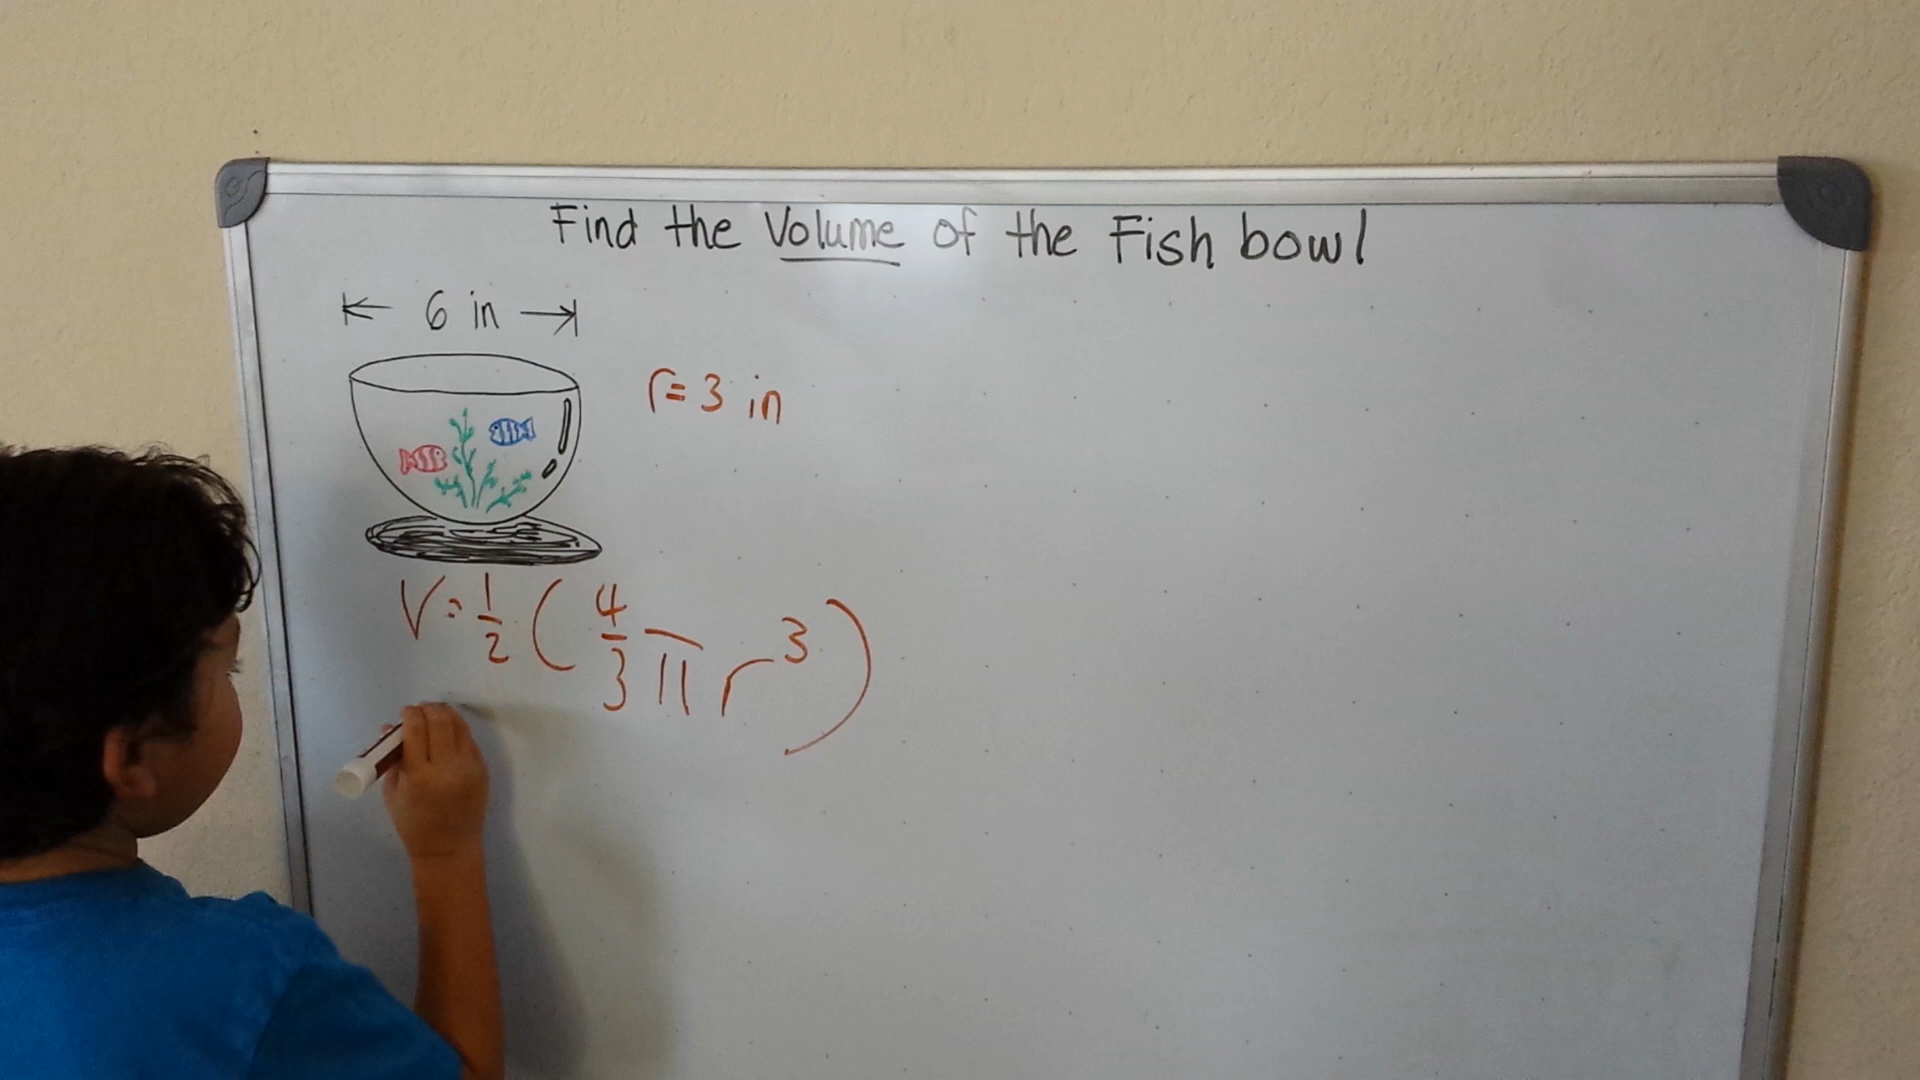 Find the Volume of the Fish bowl
6 in
r = 3 in
V = 1/2 ( 4/3 π r³ )